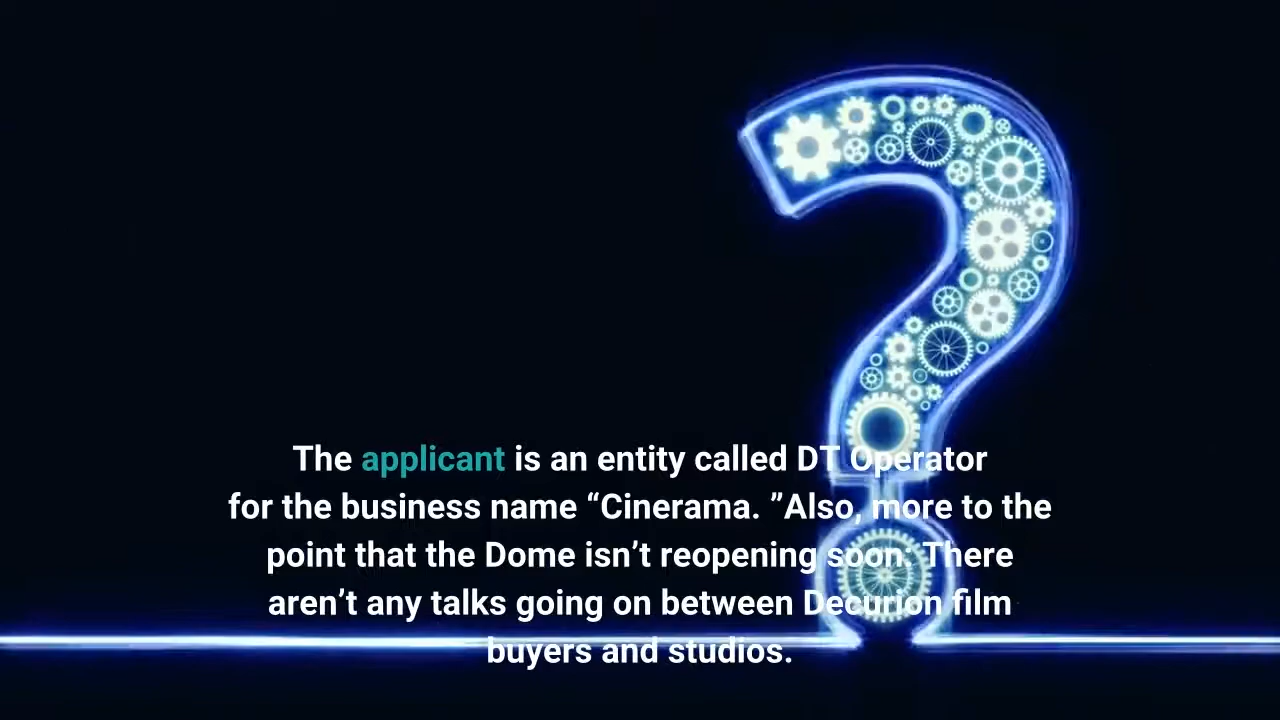 The applicant is an entity called DT Operator
for the business name “Cinerama. ”Also, more to the
point that the Dome isn’t reopening soon: There
aren’t any talks going on between Decurion film
buyers and studios.